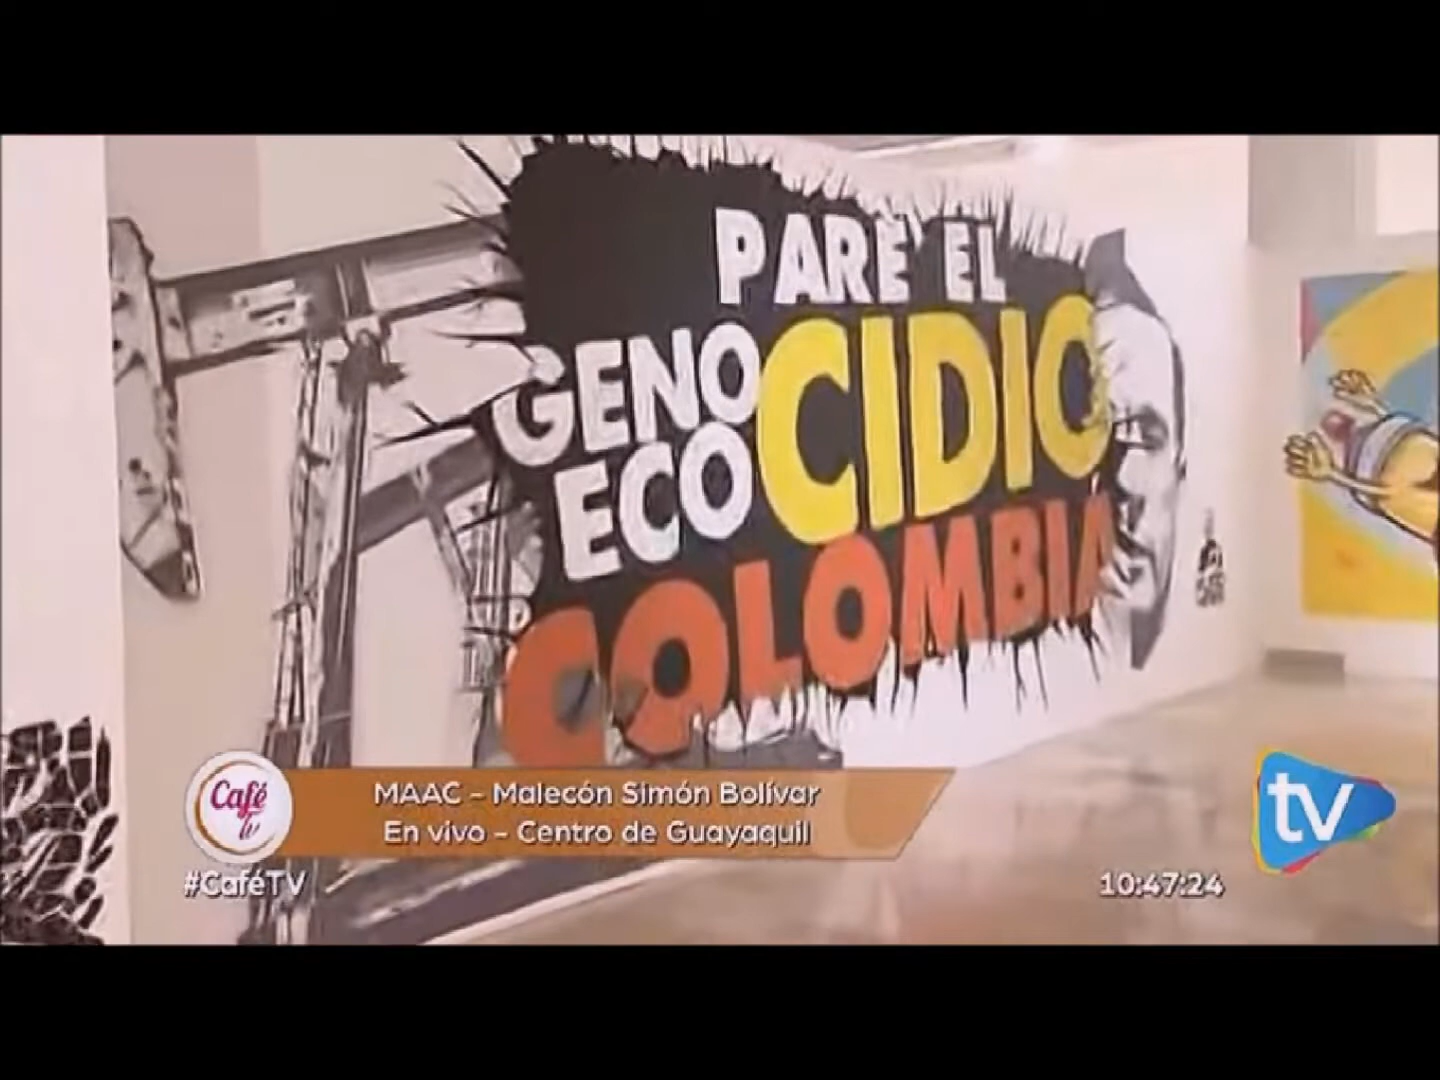 PARE EL
GENO
ECO
CIDIO
COLOMBIA
Café
tv
MAAC – Malecón Simón Bolívar
En vivo – Centro de Guayaquil
#CaféTV
10:47:24
tv